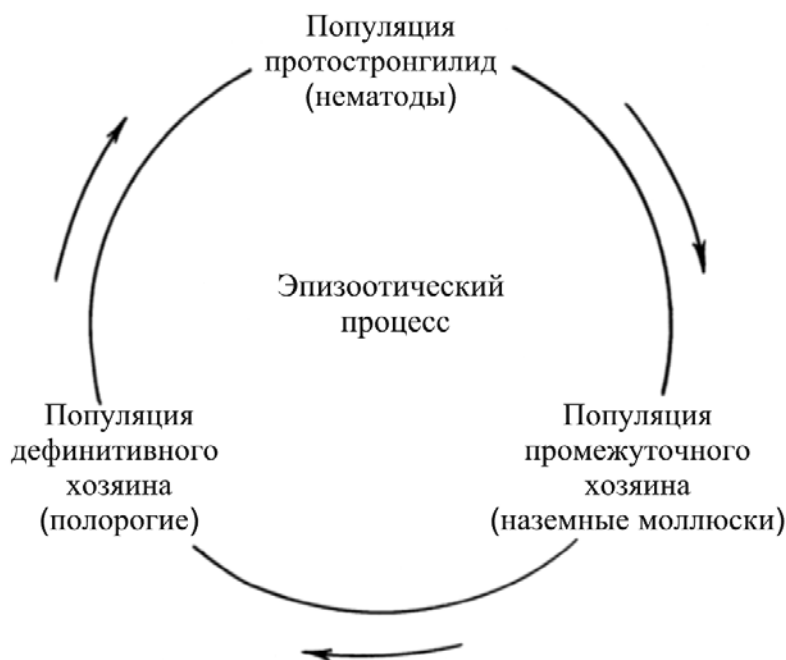 Популяция
протостронгилид
(нематоды)
Эпизоотический
процесс
Популяция
дефинитивного
хозяина
(полорогие)
Популяция
промежуточного
хозяина
(наземные моллюски)